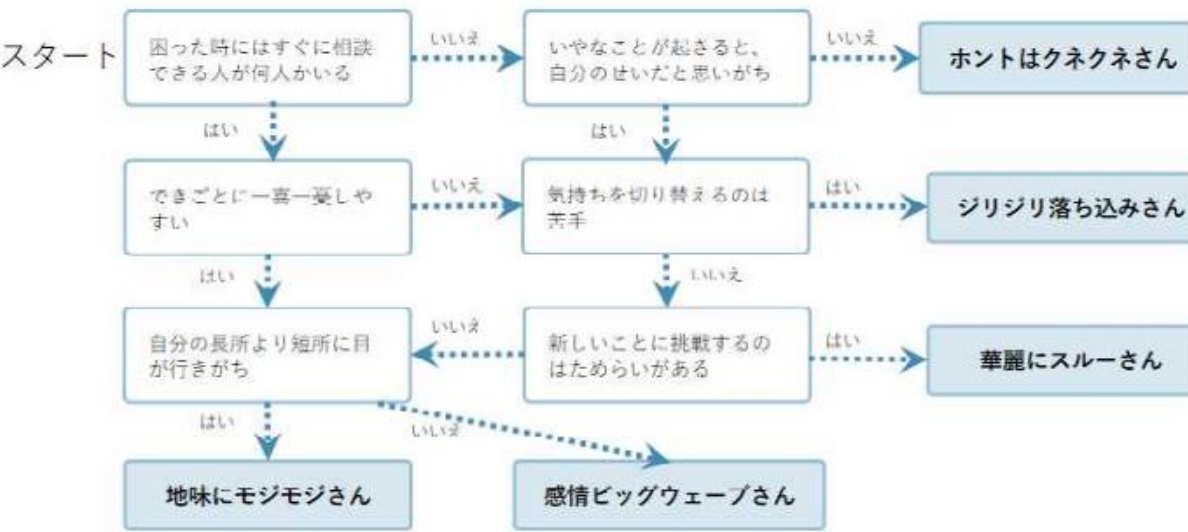 スタート
困った時にはすぐに相談
できる人が何人かいる
いいえ
いやなことが起きると、
自分のせいだと思いがち
いいえ
ホントはクネクネさん
はい
はい
できごとに一喜一憂しや
すい
いいえ
気持ちを切り替えるのは
苦手
はい
ジリジリ落ち込みさん
はい
いいえ
自分の長所より短所に目
が行きがち
いいえ
新しいことに挑戦するの
はためらいがある
はい
華麗にスルーさん
はい
いいえ
地味にモジモジさん
感情ビッグウェーブさん